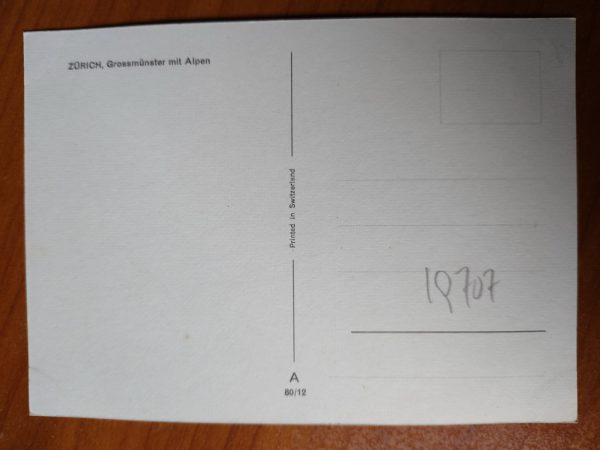 ZÜRICH, Grossmünster mit Alpen
Printed in Switzerland
19707
A
80/12